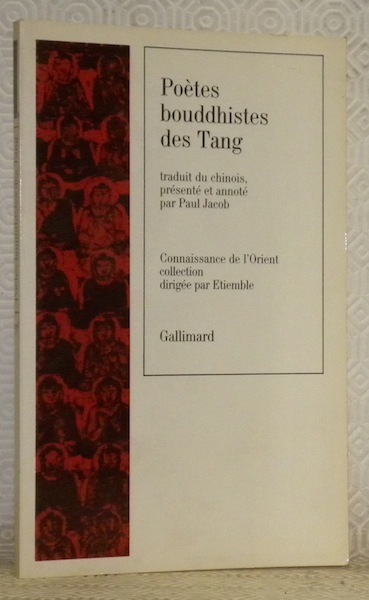 Poètes
bouddhistes
des Tang
traduit du chinois,
présenté et annoté
par Paul Jacob
Connaissance de l'Orient
collection
dirigée par Etiemble
Gallimard